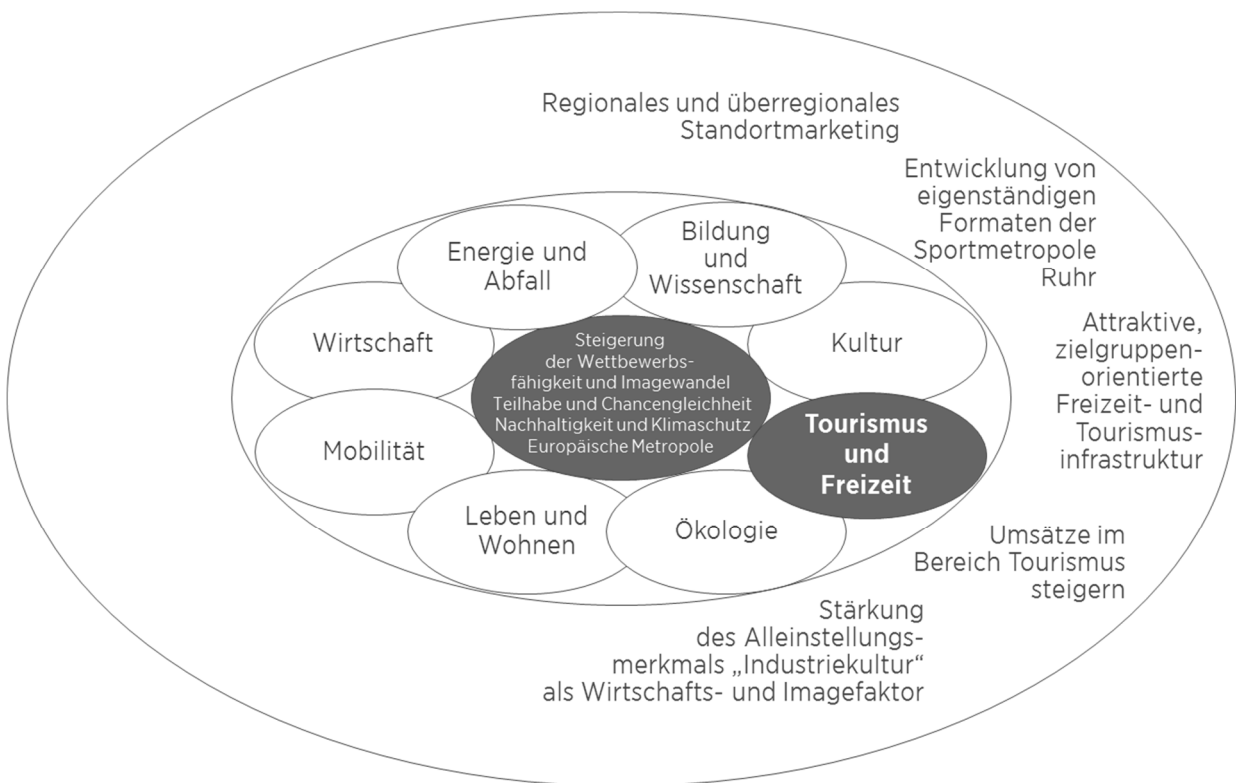 Regionales und überregionales
Standortmarketing
Entwicklung von
eigenständigen
Formaten der
Sportmetropole
Ruhr
Energie und
Abfall
Bildung
und
Wissenschaft
Wirtschaft
Steigerung
der Wettbewerbs-
fähigkeit und Imagewandel
Teilhabe und Chancengleichheit
Nachhaltigkeit und Klimaschutz
Europäische Metropole
Kultur
Attraktive,
zielgruppen-
orientierte
Freizeit- und
Tourismus-
infrastruktur
Mobilität
Tourismus
und
Freizeit
Leben und
Wohnen
Ökologie
Umsätze im
Bereich Tourismus
steigern
Stärkung
des Alleinstellungs-
merkmals „Industriekultur“
als Wirtschafts- und Imagefaktor